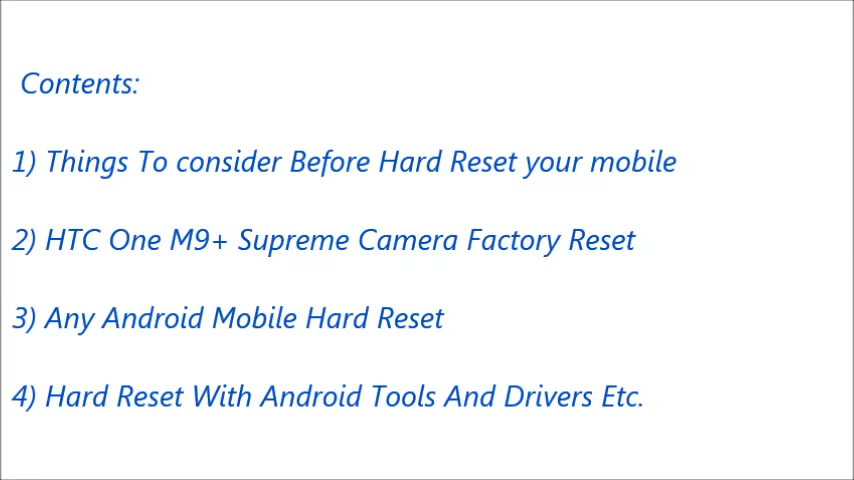 Contents:
1) Things To consider Before Hard Reset your mobile
2) HTC One M9+ Supreme Camera Factory Reset
3) Any Android Mobile Hard Reset
4) Hard Reset With Android Tools And Drivers Etc.